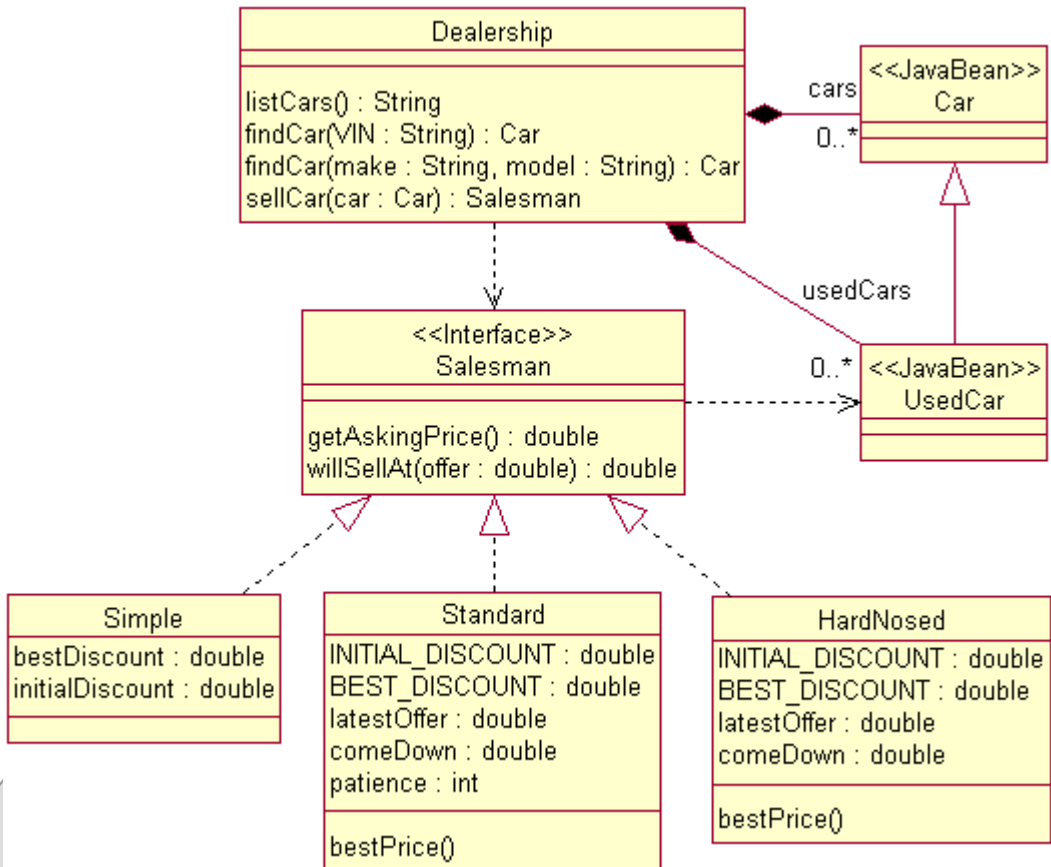 Dealership
listCars() : String
findCar(VIN : String) : Car
findCar(make : String, model : String) : Car
sellCar(car : Car) : Salesman
cars
0..*
<<JavaBean>>
Car
usedCars
0..*
<<JavaBean>>
UsedCar
<<Interface>>
Salesman
getAskingPrice() : double
willSellAt(offer : double) : double
Simple
bestDiscount : double
initialDiscount : double
Standard
INITIAL_DISCOUNT : double
BEST_DISCOUNT : double
latestOffer : double
comeDown : double
patience : int
bestPrice()
HardNosed
INITIAL_DISCOUNT : double
BEST_DISCOUNT : double
latestOffer : double
comeDown : double
bestPrice()